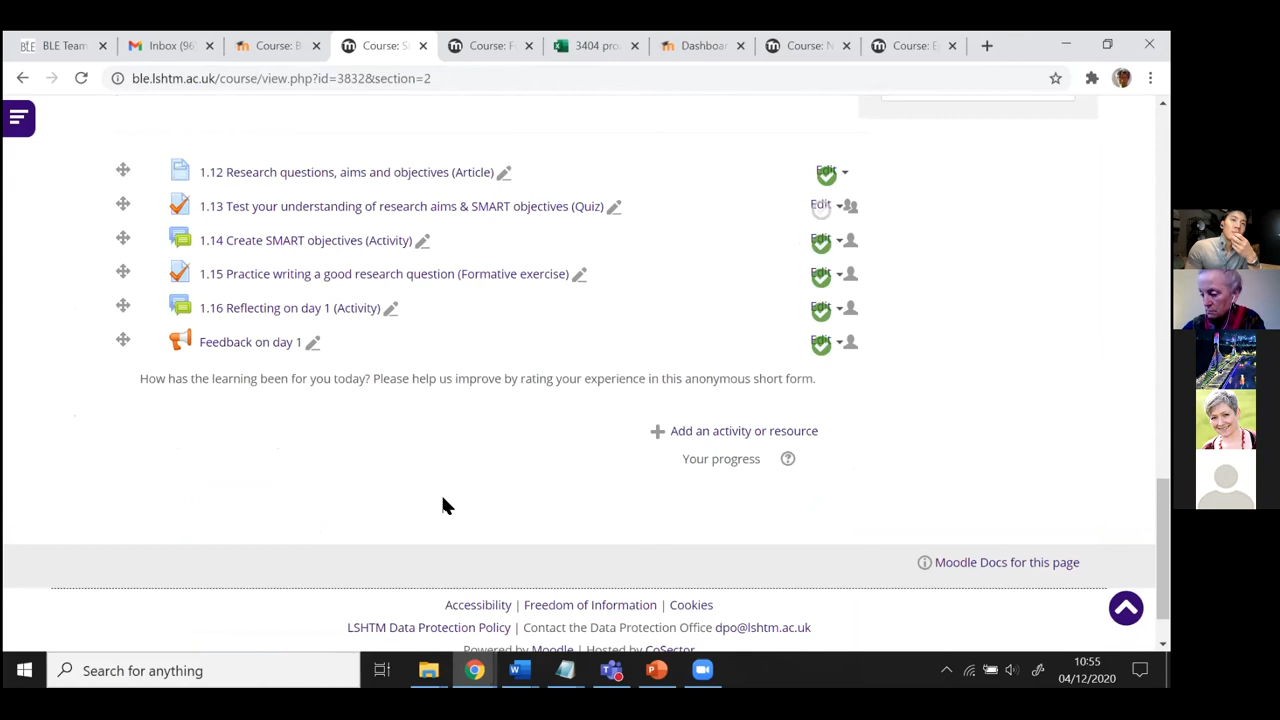 BLE BLE Team
Inbox (96
Course: B
Course: S
Course: F
3404 pro
Dashboar
Course: N
Course: E
ble.lshtm.ac.uk/course/view.php?id=3832&section=2
1.12 Research questions, aims and objectives (Article) Edit
1.13 Test your understanding of research aims & SMART objectives (Quiz) Edit
1.14 Create SMART objectives (Activity) Edit
1.15 Practice writing a good research question (Formative exercise) Edit
1.16 Reflecting on day 1 (Activity) Edit
Feedback on day 1 Edit
How has the learning been for you today? Please help us improve by rating your experience in this anonymous short form.
Add an activity or resource
Your progress
Moodle Docs for this page
Accessibility | Freedom of Information | Cookies
LSHTM Data Protection Policy | Contact the Data Protection Office dpo@lshtm.ac.uk
Powered by Moodle | Hosted by CoSector
Search for anything
10:55
04/12/2020